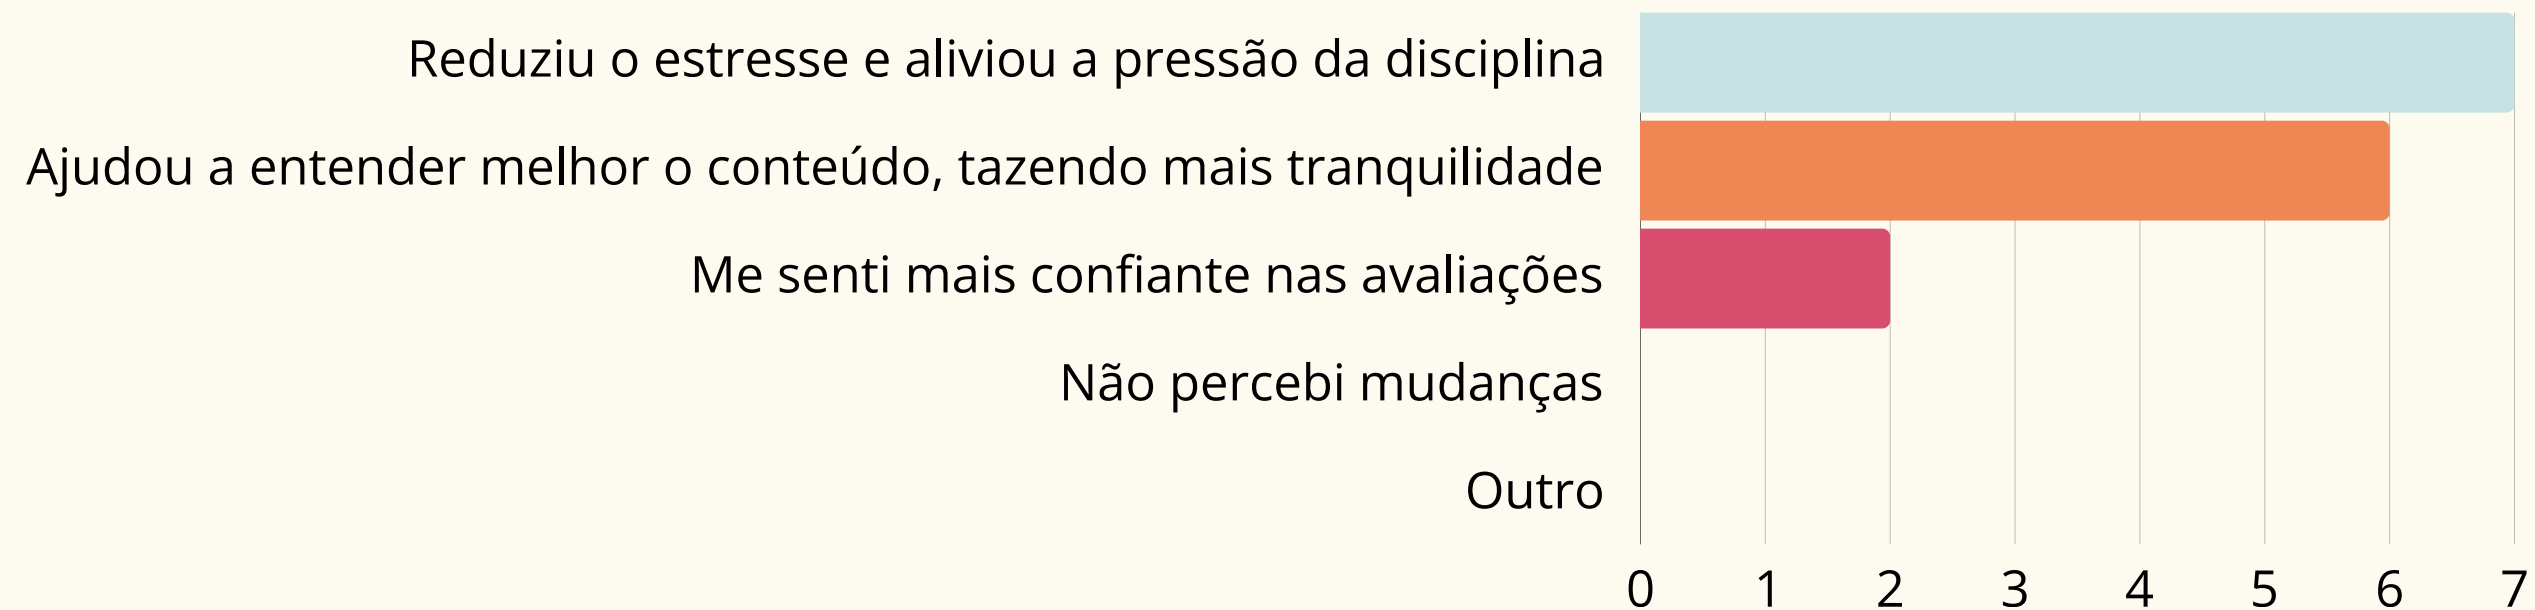 Reduziu o estresse e aliviou a pressão da disciplina
Ajudou a entender melhor o conteúdo, tazendo mais tranquilidade
Me senti mais confiante nas avaliações
Não percebi mudanças
Outro
0 1 2 3 4 5 6 7